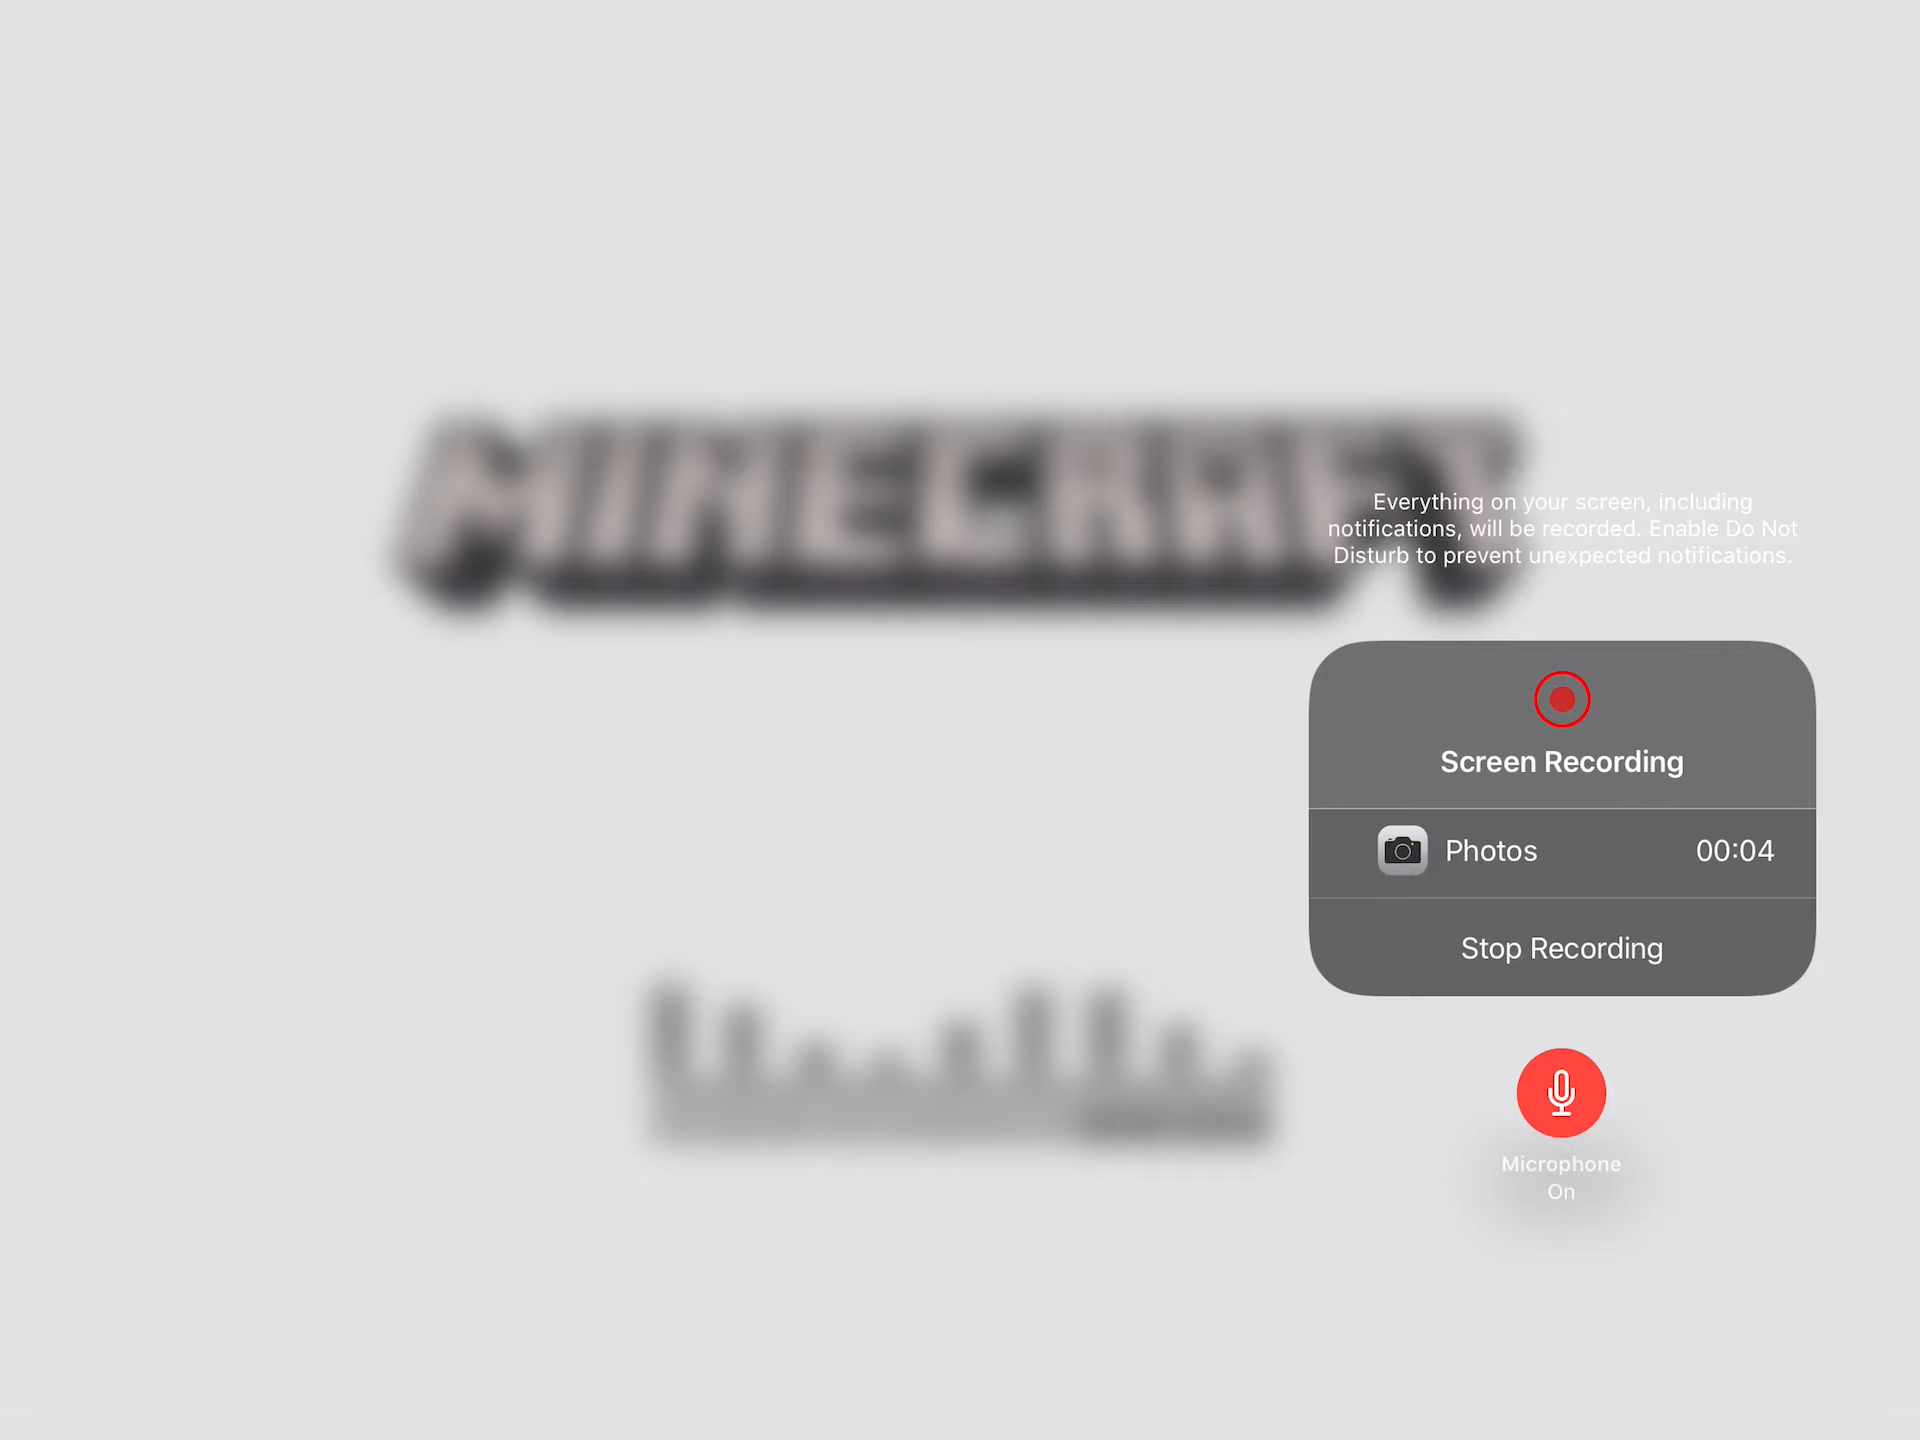 MINECRAFT
Everything on your screen, including
notifications, will be recorded. Enable Do Not
Disturb to prevent unexpected notifications.
Screen Recording
Photos 00:04
Stop Recording
Microphone
On